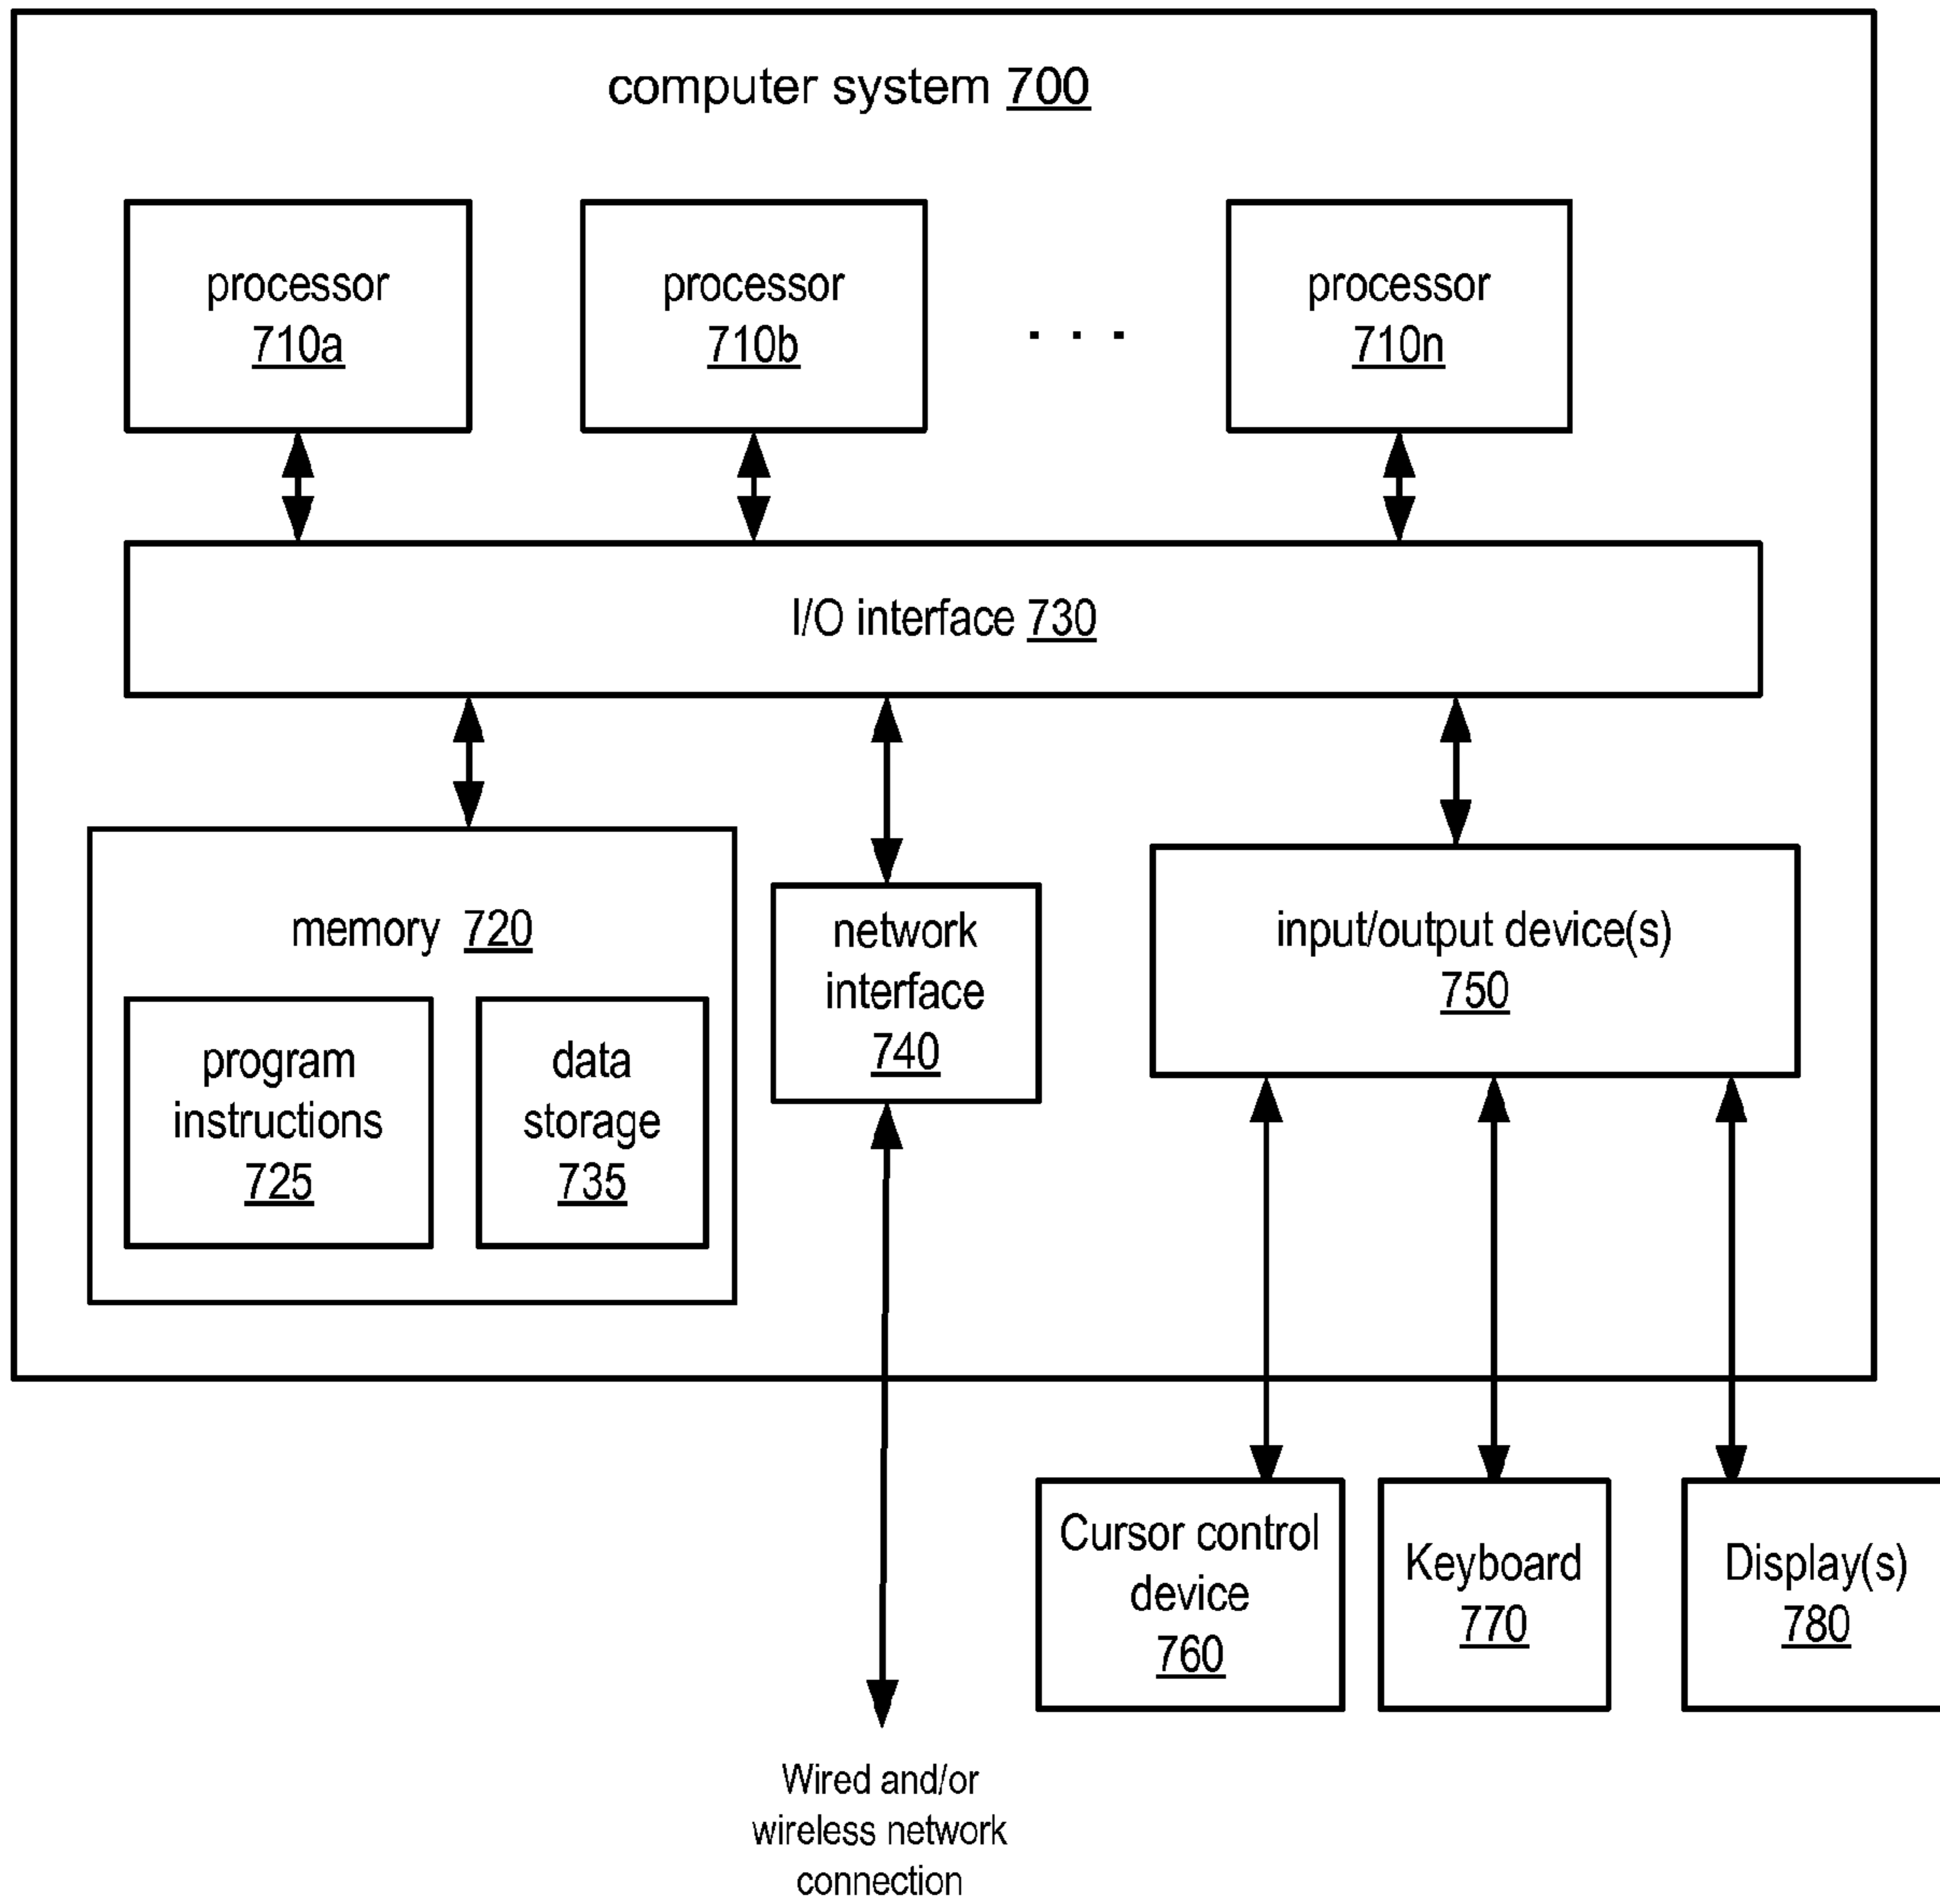 computer system 700
processor
710a
processor
710b
. . .
processor
710n
I/O interface 730
memory 720
program
instructions
725
data
storage
735
network
interface
740
input/output device(s)
750
Cursor control
device
760
Keyboard
770
Display(s)
780
Wired and/or
wireless network
connection